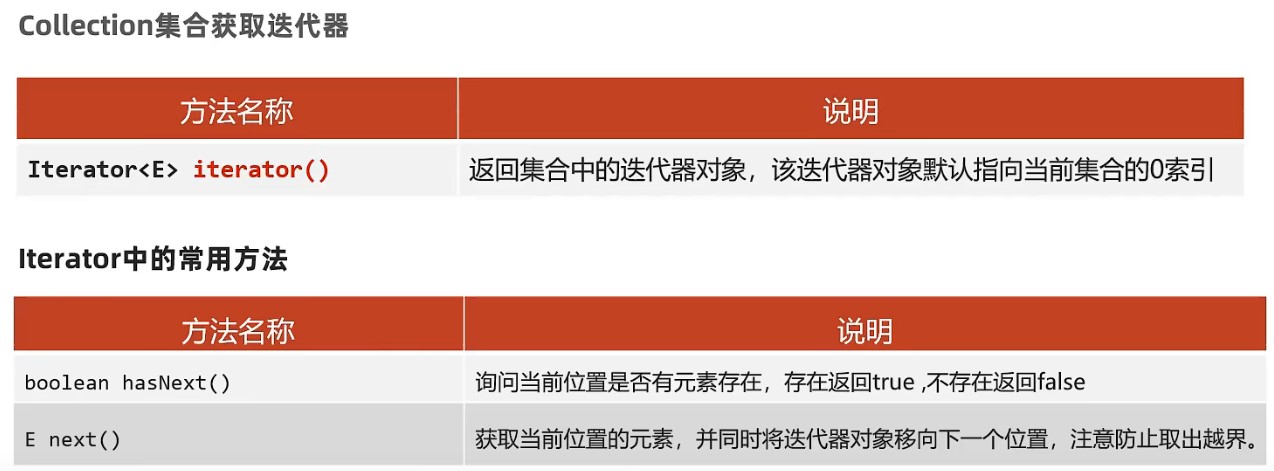 Collection集合获取迭代器
方法名称 说明
Iterator<E> iterator() 返回集合中的迭代器对象，该迭代器对象默认指向当前集合的0索引
Iterator中的常用方法
方法名称 说明
boolean hasNext() 询问当前位置是否有元素存在，存在返回true ,不存在返回false
E next() 获取当前位置的元素，并同时将迭代器对象移向下一个位置，注意防止取出越界。